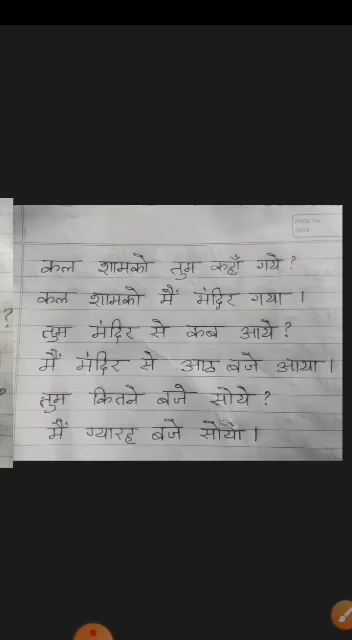 कल शामको तुम कहाँ गये?
कल शामको मैं मंदिर गया।
तुम मंदिर से कब आये?
मैं मंदिर से आठ बजे आया।
तुम कितने बजे सोये?
मैं ग्यारह बजे सोया।
?